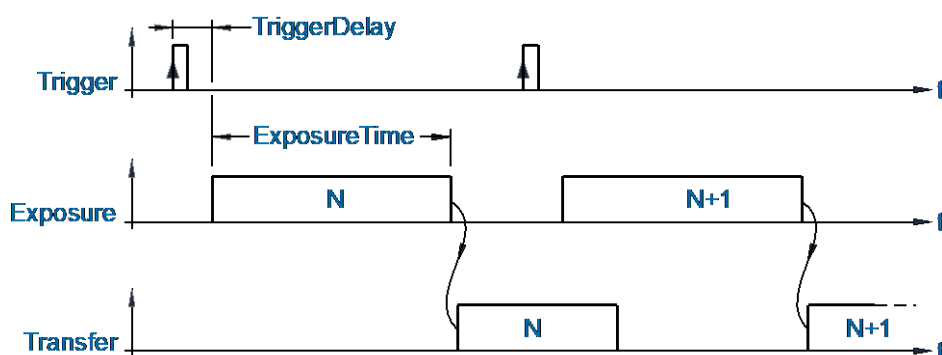 TriggerDelay
Trigger
t
ExposureTime
N
N+1
Exposure
t
N
N+1
Transfer
t